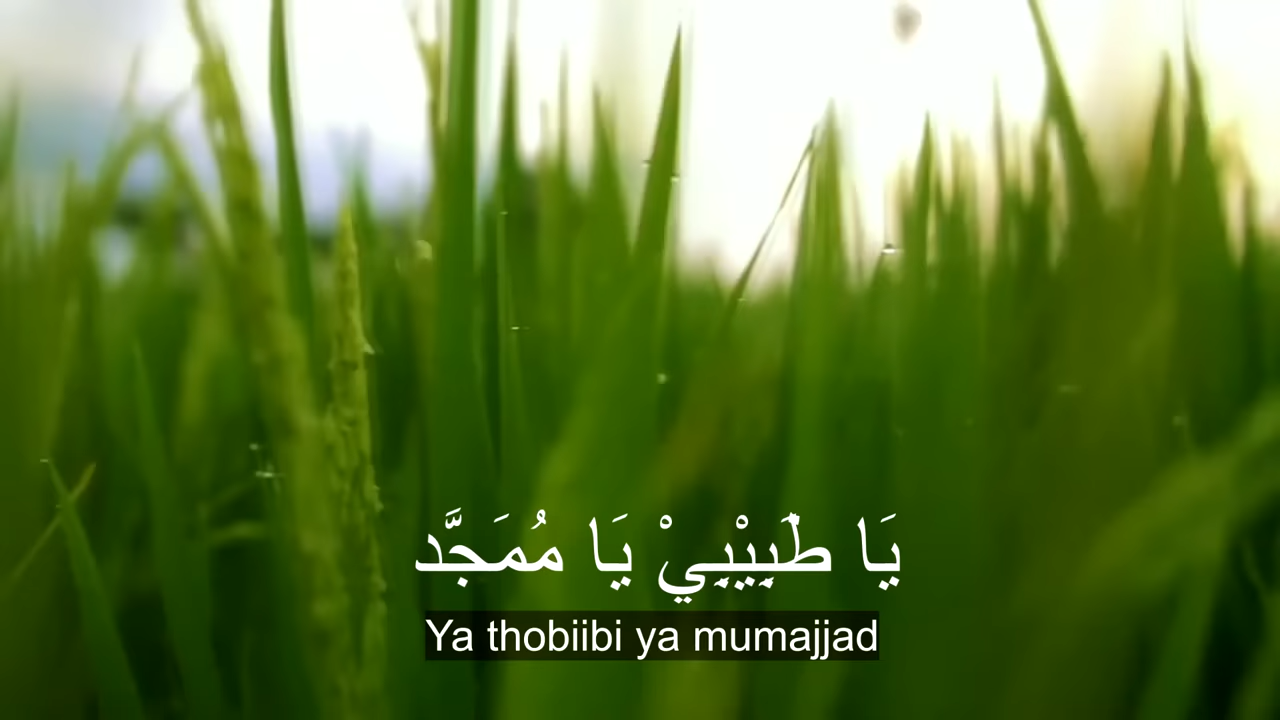 يَا طَبِيْبِيْ يَا مُمَجَّد
Ya thobiibi ya mumajjad